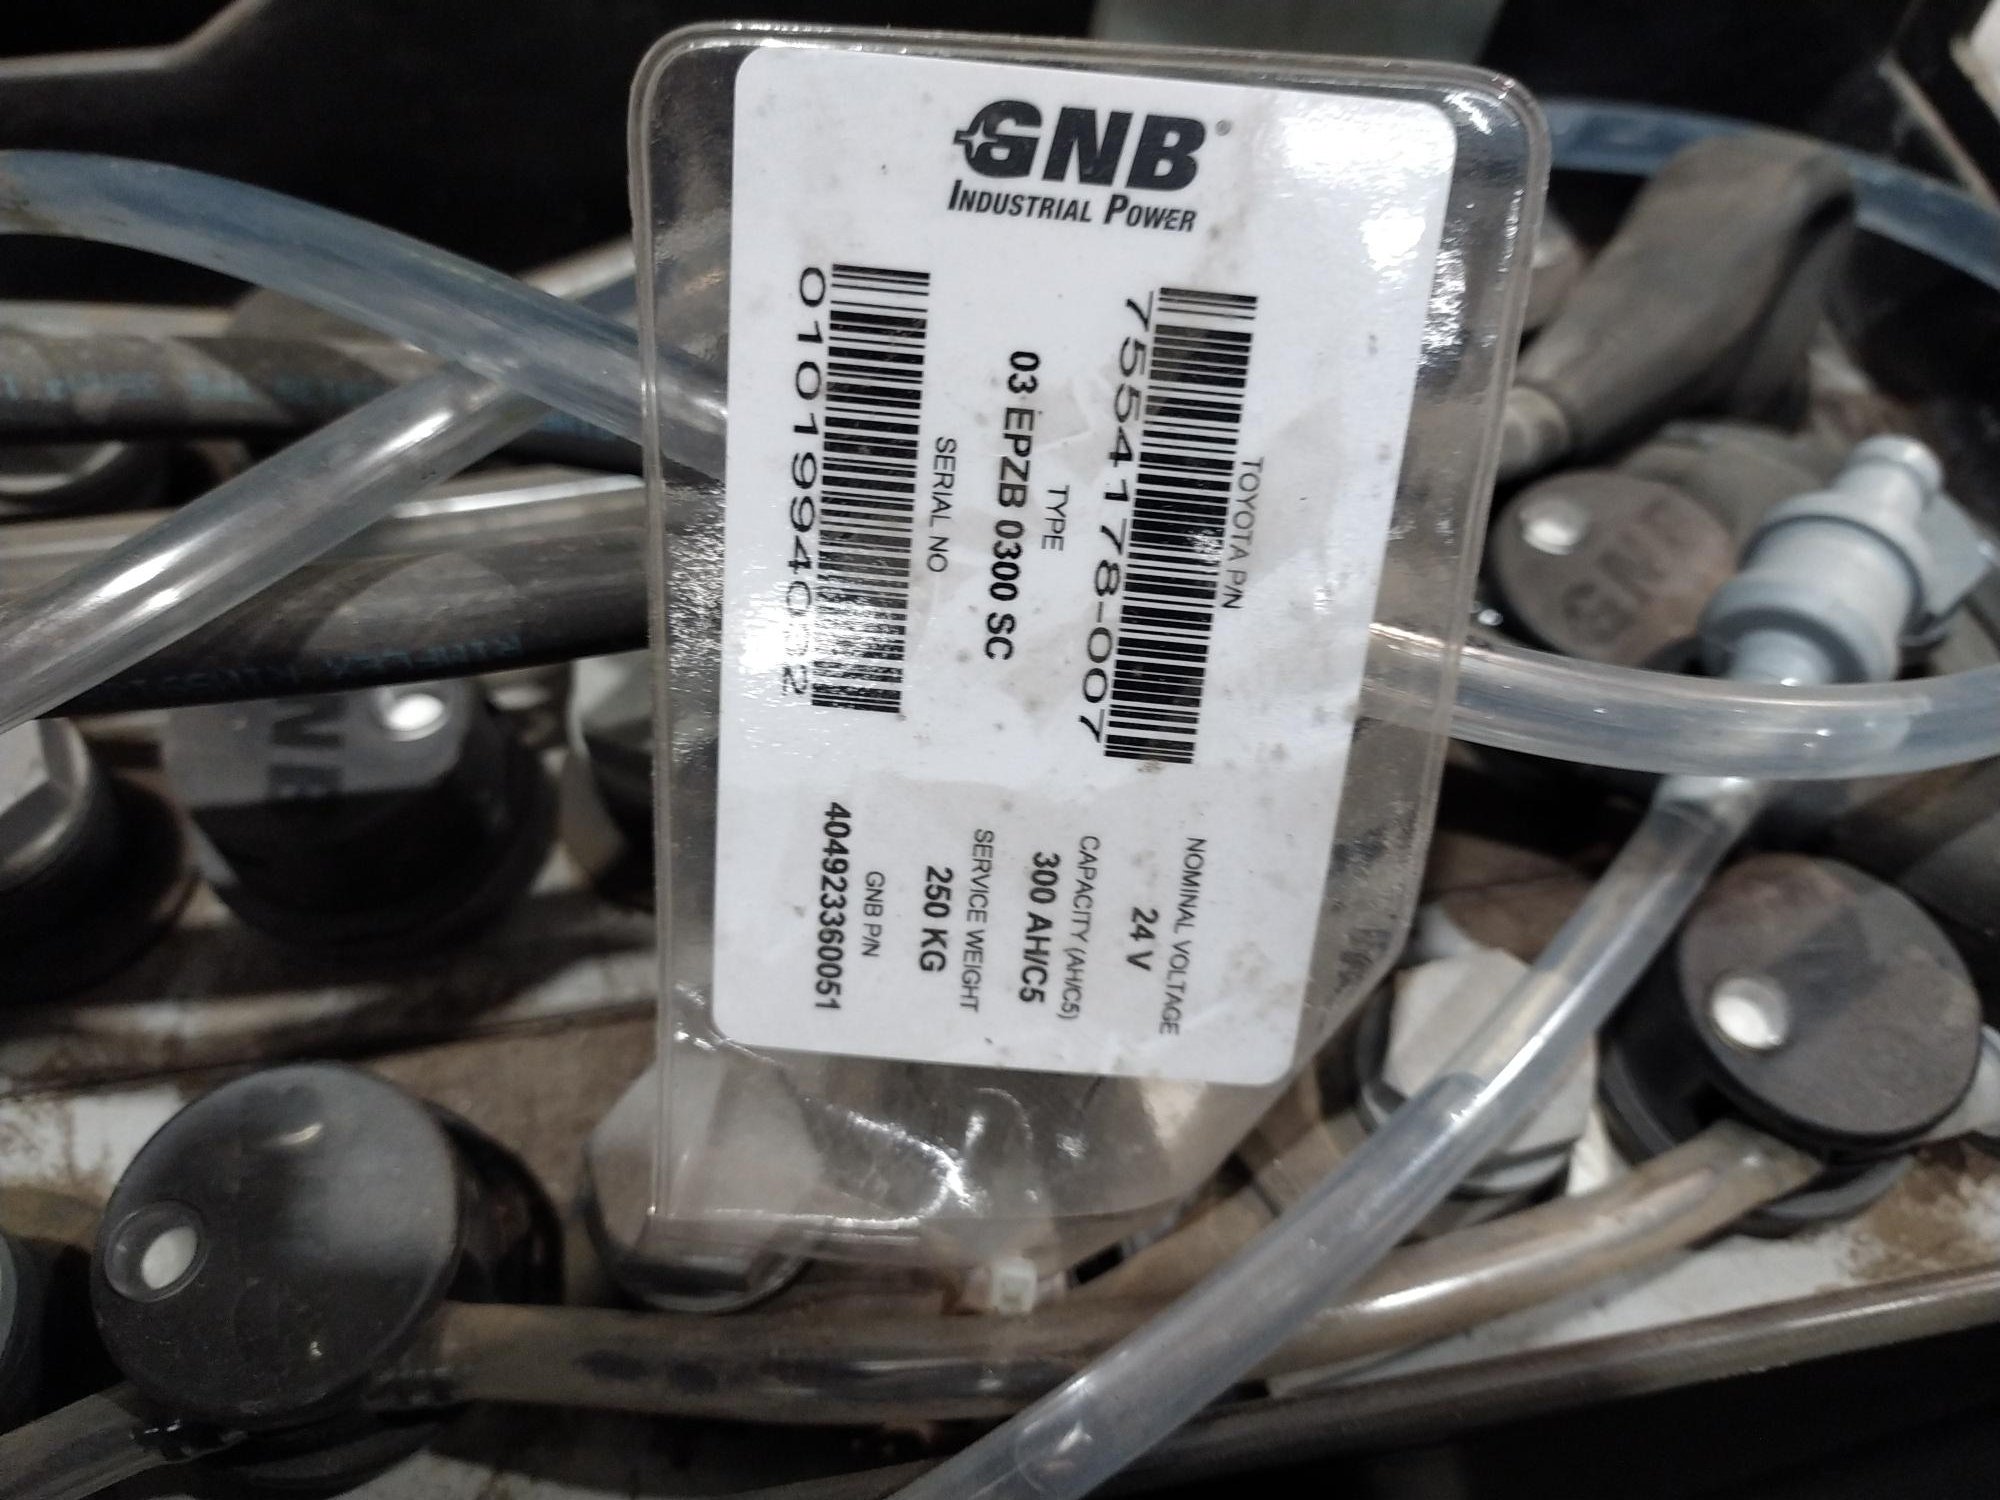 GNB®
INDUSTRIAL POWER
TOYOTA P/N
7554178-007
TYPE
03 EPZB 0300 SC
SERIAL NO
NOMINAL VOLTAGE
24 V
CAPACITY (AH/C5)
300 AH/C5
SERVICE WEIGHT
250 KG
GNB P/N
4049233600051
GNB